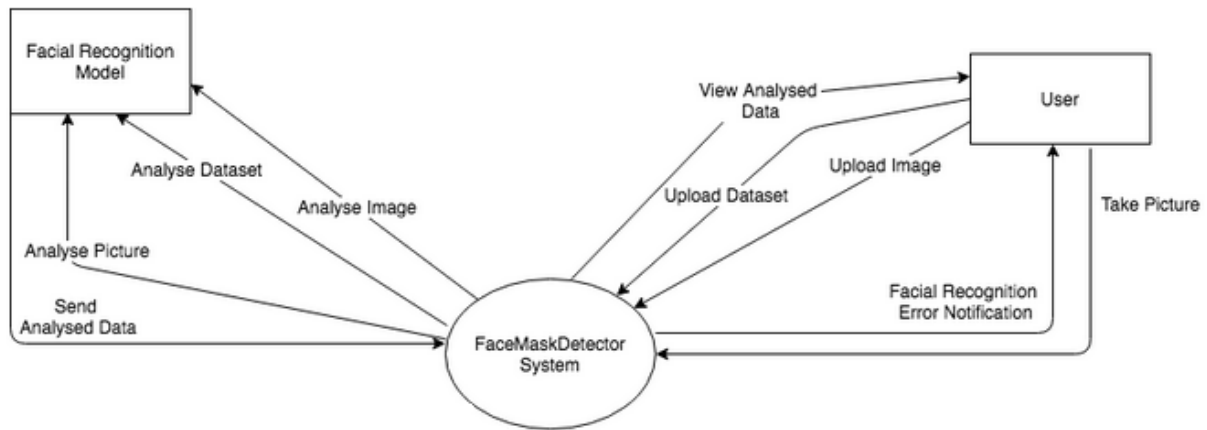 Facial Recognition
Model
View Analysed
Data
User
Analyse Dataset
Upload Image
Upload Dataset
Analyse Image
Take Picture
Analyse Picture
Send
Analysed Data
Facial Recognition
Error Notification
FaceMaskDetector
System